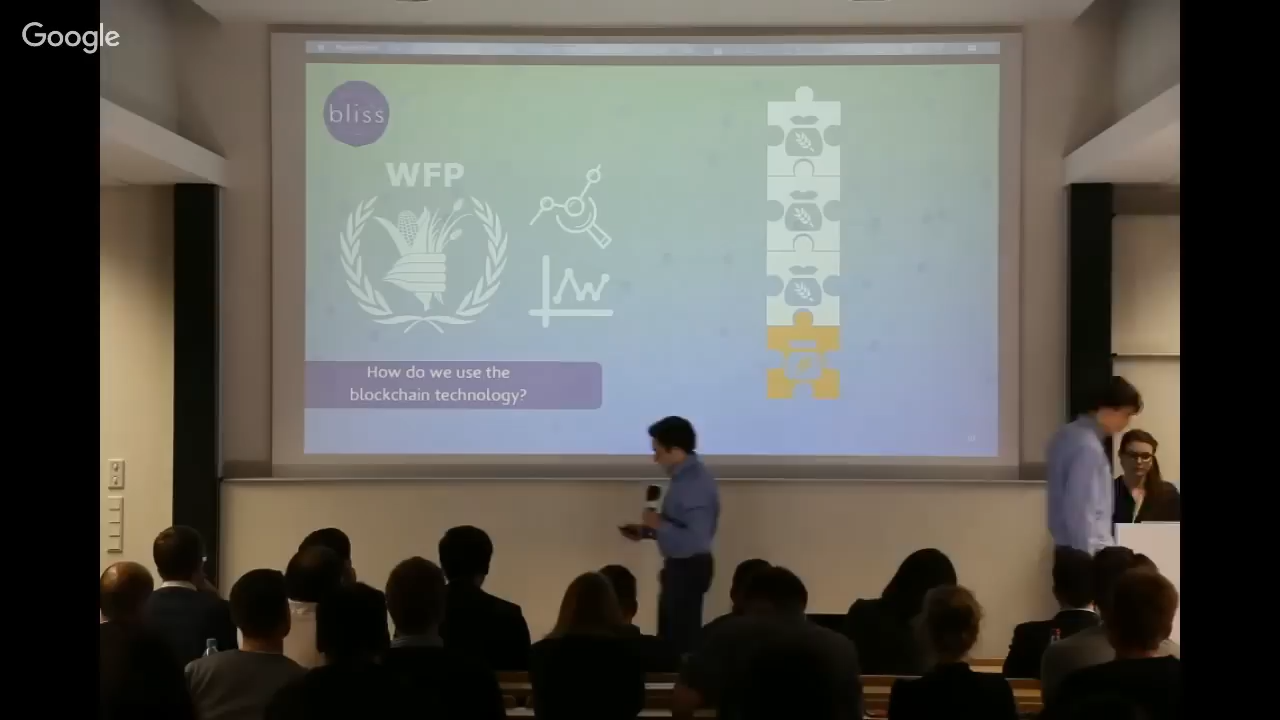 Google
bliss
WFP
How do we use the
blockchain technology?